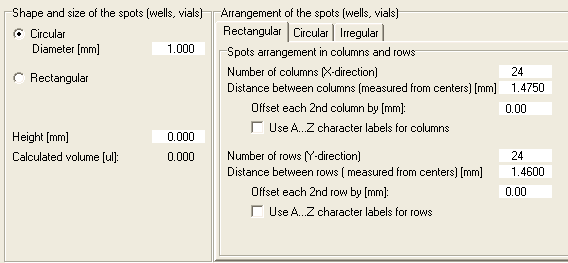 Shape and size of the spots (wells, vials)
Circular
Diameter [mm] 1.000
Rectangular
Height [mm] 0.000
Calculated volume [ul]: 0.000
Arrangement of the spots (wells, vials)
Rectangular Circular Irregular
Spots arrangement in columns and rows
Number of columns (X-direction) 24
Distance between columns (measured from centers) [mm] 1.4750
Offset each 2nd column by [mm]: 0.00
Use A...Z character labels for columns
Number of rows (Y-direction) 24
Distance between rows ( measured from centers) [mm] 1.4600
Offset each 2nd row by [mm]: 0.00
Use A...Z character labels for rows